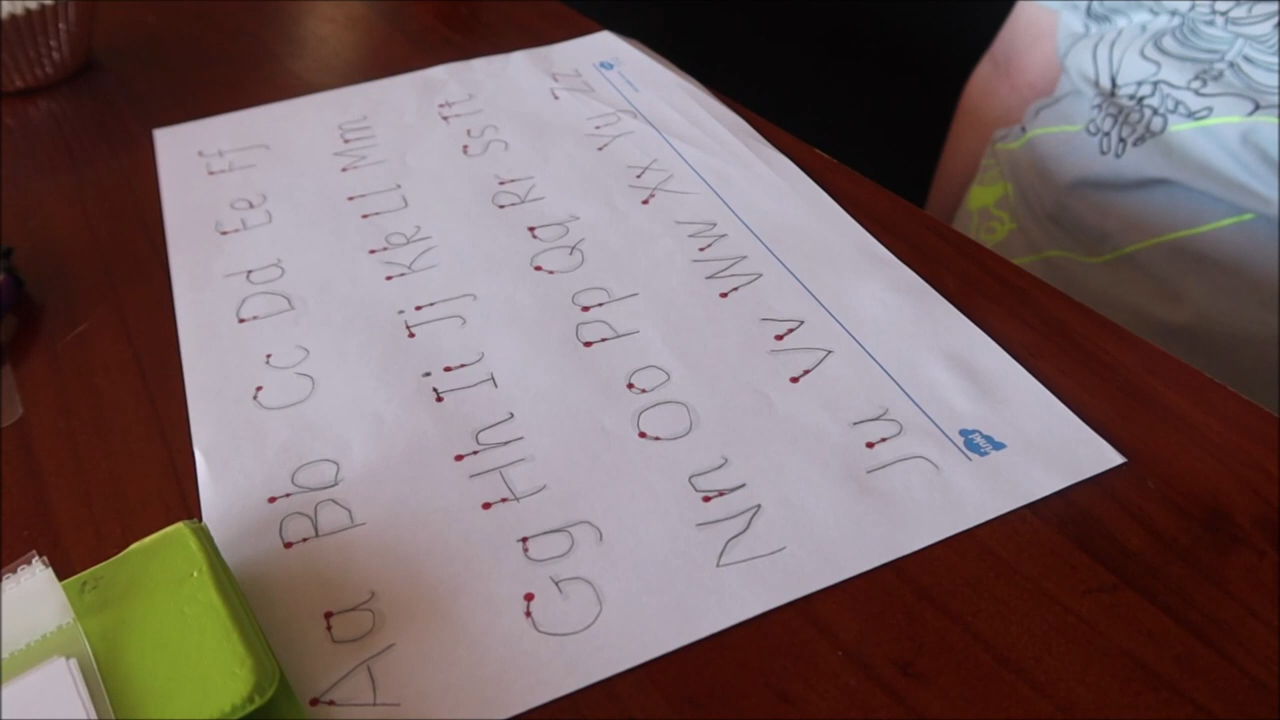 Aa Bb Cc Dd Ee Ff
Gg Hh Ii Jj Kk Ll Mm
Nn Oo Pp Qq Rr Ss Tt
Uu Vv Ww Xx Yy Zz
twinkl